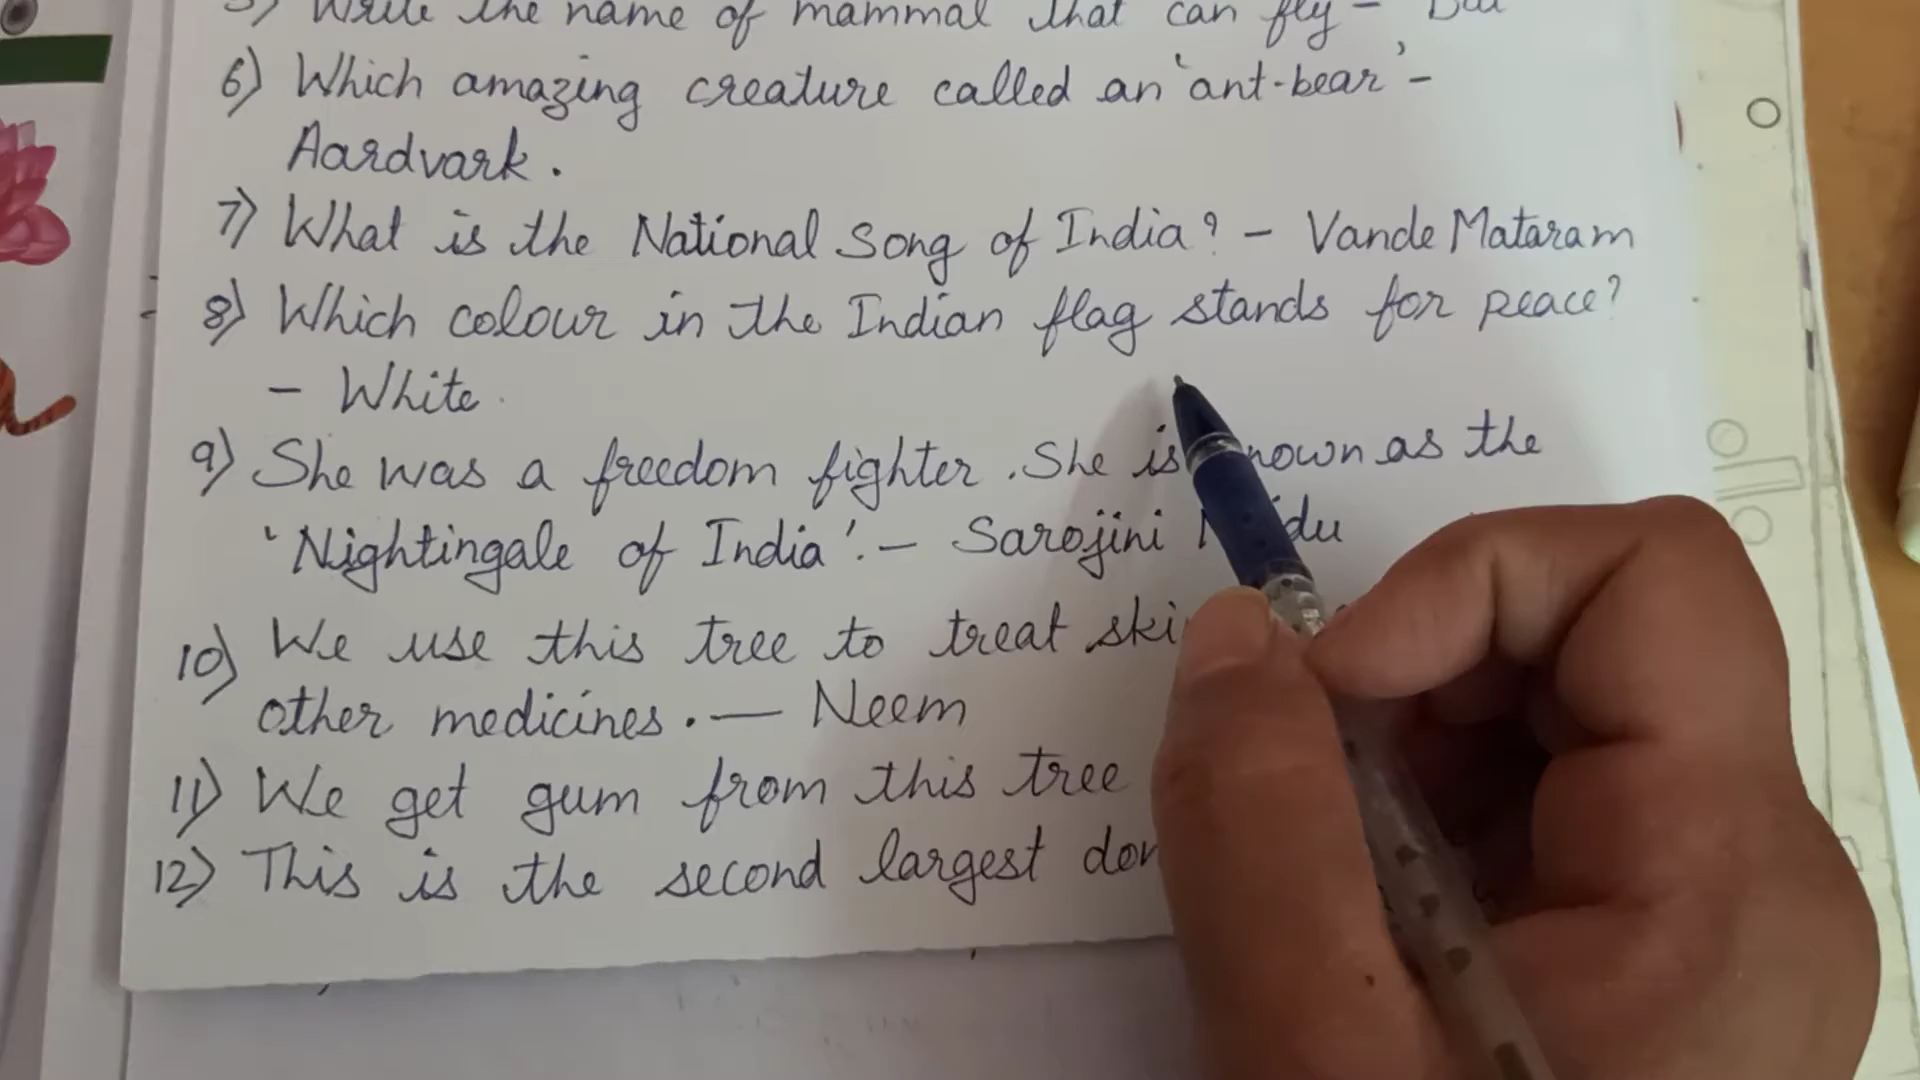 5) Write the name of mammal that can fly - Bat
6) Which amazing creature called an 'ant-bear' -
Aardvark.
7) What is the National Song of India? - Vande Mataram
8) Which colour in the Indian flag stands for peace?
- White
9) She was a freedom fighter. She is known as the
'Nightingale of India'. - Sarojini Naidu
10) We use this tree to treat
other medicines. — Neem
11) We get gum from this tree
12) This is the second largest